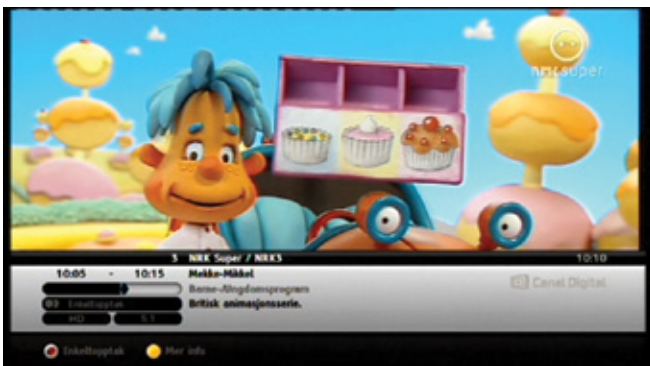 nrk super
3 NRK Super / NRK3 10:10
10:05 - 10:15 Mekke-Mikkel
Barne-/Ungdomsprogram
Canal Digital
Enkeltopptak
Britisk animasjonsserie.
HD 5.1
Enkeltopptak Mer info